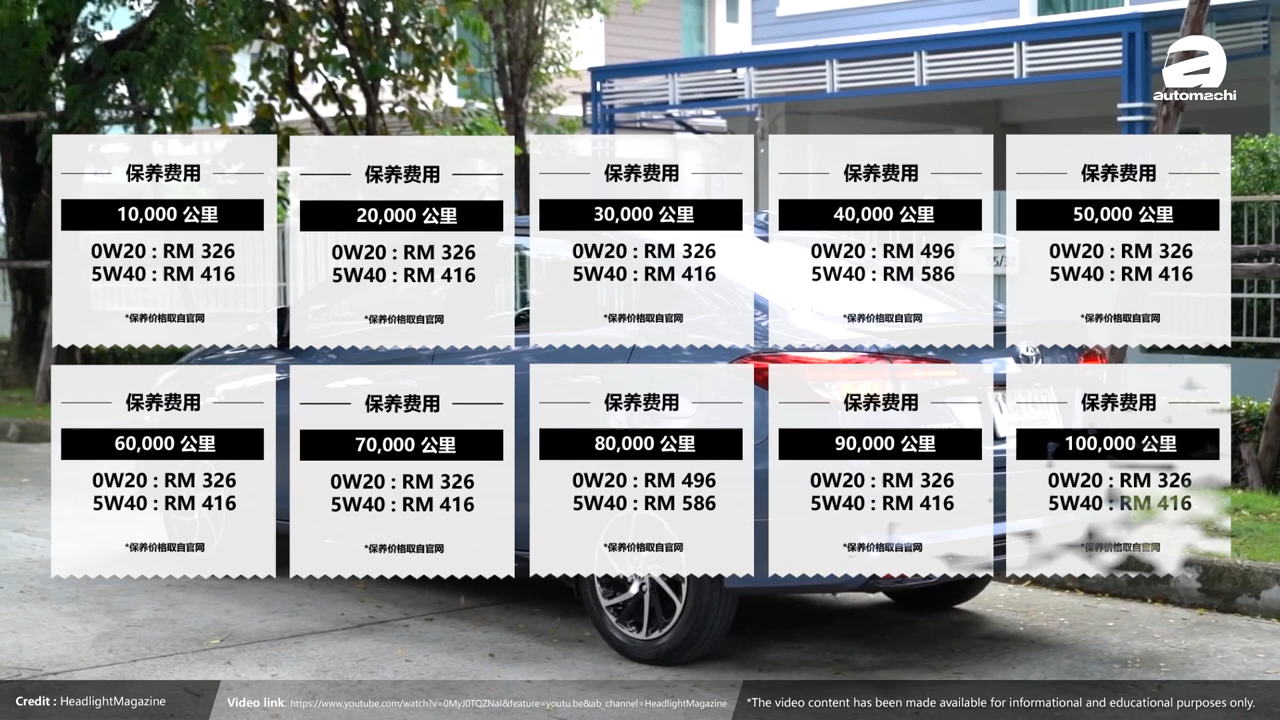 automachi
保养费用
10,000 公里
0W20 : RM 326
5W40 : RM 416
*保养价格取自官网
保养费用
20,000 公里
0W20 : RM 326
5W40 : RM 416
*保养价格取自官网
保养费用
30,000 公里
0W20 : RM 326
5W40 : RM 416
*保养价格取自官网
保养费用
40,000 公里
0W20 : RM 496
5W40 : RM 586
*保养价格取自官网
保养费用
50,000 公里
0W20 : RM 326
5W40 : RM 416
*保养价格取自官网
保养费用
60,000 公里
0W20 : RM 326
5W40 : RM 416
*保养价格取自官网
保养费用
70,000 公里
0W20 : RM 326
5W40 : RM 416
*保养价格取自官网
保养费用
80,000 公里
0W20 : RM 496
5W40 : RM 586
*保养价格取自官网
保养费用
90,000 公里
0W20 : RM 326
5W40 : RM 416
*保养价格取自官网
保养费用
100,000 公里
0W20 : RM 326
5W40 : RM 416
*保养价格取自官网
Credit : HeadlightMagazine
Video link: https://www.youtube.com/watch?v=0MyJ0TQZNaI&feature=youtu.be&ab_channel=HeadlightMagazine
*The video content has been made available for informational and educational purposes only.